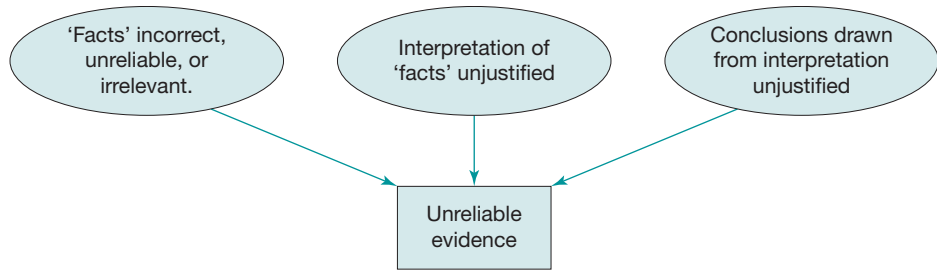 ‘Facts’ incorrect,
unreliable, or
irrelevant.
Interpretation of
‘facts’ unjustified
Conclusions drawn
from interpretation
unjustified
Unreliable
evidence